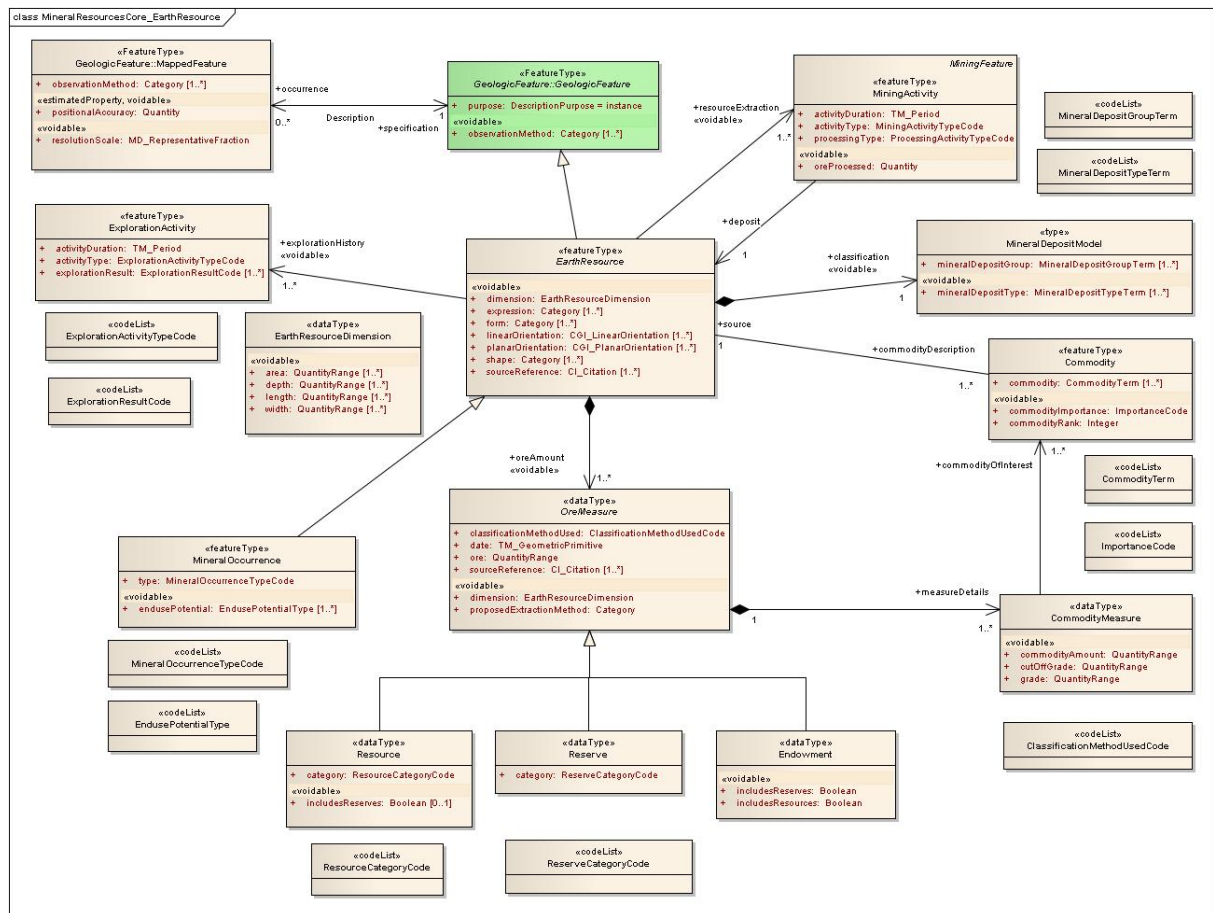 class MineralResourcesCore_EarthResource
«FeatureType»
GeologicFeature::MappedFeature
+ observationMethod: Category [1..*]
«estimatedProperty, voidable»
+ positionalAccuracy: Quantity
«voidable»
+ resolutionScale: MD_RepresentativeFraction
+occurrence
0..*
Description
+specification
1
«FeatureType»
GeologicFeature::GeologicFeature
+ purpose: DescriptionPurpose = instance
«voidable»
+ observationMethod: Category [1..*]
+resourceExtraction
«voidable»
1..*
MiningFeature
«featureType»
MiningActivity
+ activityDuration: TM_Period
+ activityType: MiningActivityTypeCode
+ processingType: ProcessingActivityTypeCode
«voidable»
+ oreProcessed: Quantity
«codeList»
MineralDepositGroupTerm
«codeList»
MineralDepositTypeTerm
«featureType»
ExplorationActivity
+ activityDuration: TM_Period
+ activityType: ExplorationActivityTypeCode
+ explorationResult: ExplorationResultCode [1..*]
+explorationHistory
«voidable»
1..*
+deposit
1
«featureType»
EarthResource
«voidable»
+ dimension: EarthResourceDimension
+ expression: Category [1..*]
+ form: Category [1..*]
+ linearOrientation: CGI_LinearOrientation [1..*]
+ planarOrientation: CGI_PlanarOrientation [1..*]
+ shape: Category [1..*]
+ sourceReference: CI_Citation [1..*]
+classification
«voidable»
1
«type»
MineralDepositModel
+ mineralDepositGroup: MineralDepositGroupTerm [1..*]
«voidable»
+ mineralDepositType: MineralDepositTypeTerm [1..*]
«codeList»
ExplorationActivityTypeCode
«codeList»
ExplorationResultCode
«dataType»
EarthResourceDimension
«voidable»
+ area: QuantityRange [1..*]
+ depth: QuantityRange [1..*]
+ length: QuantityRange [1..*]
+ width: QuantityRange [1..*]
+source
1
+commodityDescription
1..*
«featureType»
Commodity
+ commodity: CommodityTerm [1..*]
«voidable»
+ commodityImportance: ImportanceCode
+ commodityRank: Integer
1..*
+commodityOfInterest
«codeList»
CommodityTerm
«codeList»
ImportanceCode
+oreAmount
«voidable»
1..*
«dataType»
OreMeasure
+ classificationMethodUsed: ClassificationMethodUsedCode
+ date: TM_GeometricPrimitive
+ ore: QuantityRange
+ sourceReference: CI_Citation [1..*]
«voidable»
+ dimension: EarthResourceDimension
+ proposedExtractionMethod: Category
«featureType»
MineralOccurrence
+ type: MineralOccurrenceTypeCode
«voidable»
+ endusePotential: EndusePotentialType [1..*]
+measureDetails
1
1..*
«dataType»
CommodityMeasure
«voidable»
+ commodityAmount: QuantityRange
+ cutOffGrade: QuantityRange
+ grade: QuantityRange
«codeList»
MineralOccurrenceTypeCode
«codeList»
EndusePotentialType
«codeList»
ClassificationMethodUsedCode
«dataType»
Resource
+ category: ResourceCategoryCode
«voidable»
+ includesReserves: Boolean [0..1]
«dataType»
Reserve
+ category: ReserveCategoryCode
«dataType»
Endowment
«voidable»
+ includesReserves: Boolean
+ includesResources: Boolean
«codeList»
ResourceCategoryCode
«codeList»
ReserveCategoryCode